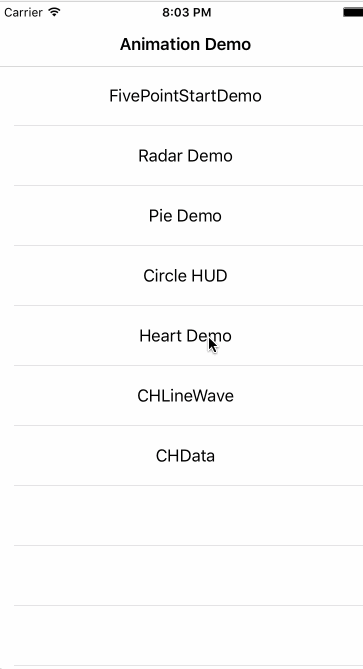 Carrier 8:03 PM
Animation Demo
FivePointStartDemo
Radar Demo
Pie Demo
Circle HUD
Heart Demo
CHLineWave
CHData